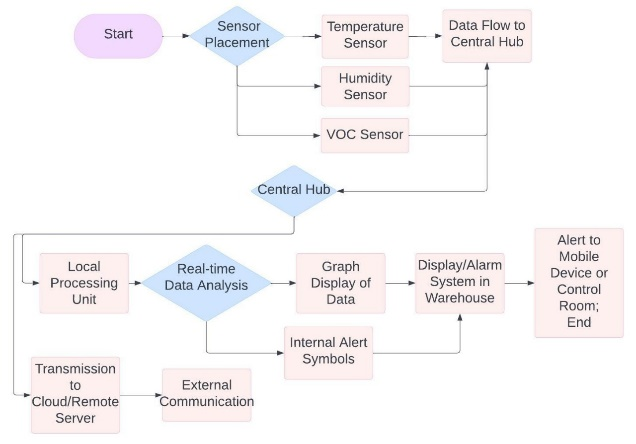 Start
Sensor
Placement
Temperature
Sensor
Data Flow to
Central Hub
Humidity
Sensor
VOC Sensor
Central Hub
Local
Processing
Unit
Real-time
Data Analysis
Graph
Display of
Data
Display/Alarm
System in
Warehouse
Alert to
Mobile
Device or
Control
Room;
End
Internal Alert
Symbols
Transmission
to
Cloud/Remote
Server
External
Communication